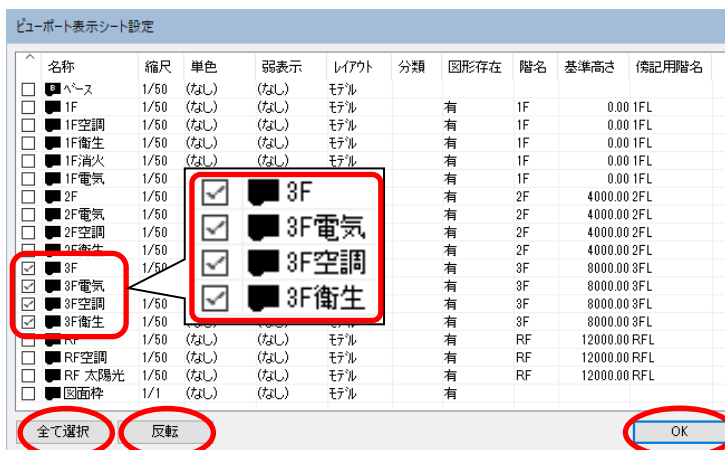 ビューポート表示シート設定
名称 縮尺 単色 弱表示 レイアウト 分類 図形存在 階名 基準高さ 傍記用階名
ベース 1/50 (なし) (なし) モデル
1F 1/50 (なし) (なし) モデル 有 1F 0.00 1FL
1F空調 1/50 (なし) (なし) モデル 有 1F 0.00 1FL
1F衛生 1/50 (なし) (なし) モデル 有 1F 0.00 1FL
1F消火 1/50 (なし) (なし) モデル 有 1F 0.00 1FL
1F電気 1/50 有 1F 0.00 1FL
2F 1/50 有 2F 4000.00 2FL
2F電気 1/50 有 2F 4000.00 2FL
2F空調 1/50 有 2F 4000.00 2FL
2F衛生 1/50 有 2F 4000.00 2FL
3F 1/50 有 3F 8000.00 3FL
3F電気 有 3F 8000.00 3FL
3F空調 1/50 有 3F 8000.00 3FL
3F衛生 1/50 (なし) (なし) モデル 有 3F 8000.00 3FL
RF 1/50 (なし) (なし) モデル 有 RF 12000.00 RFL
RF空調 1/50 (なし) (なし) モデル 有 RF 12000.00 RFL
RF 太陽光 1/50 (なし) (なし) モデル 有 RF 12000.00 RFL
図面枠 1/1 (なし) (なし) モデル 有
3F
3F電気
3F空調
3F衛生
全て選択 反転 OK